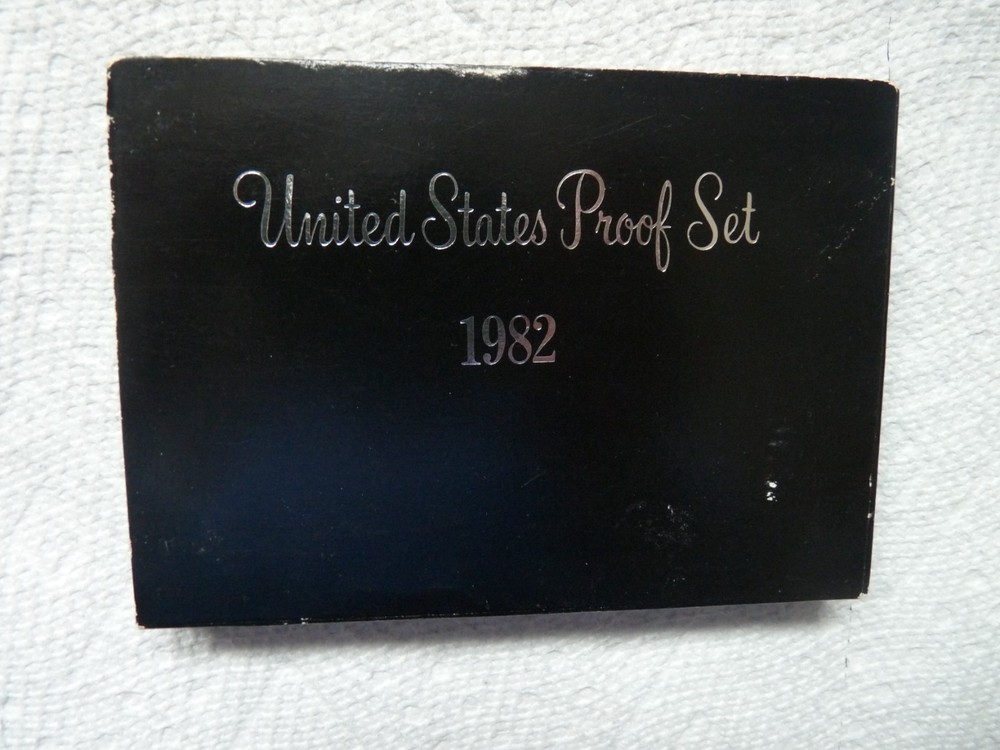 United States Proof Set
1982